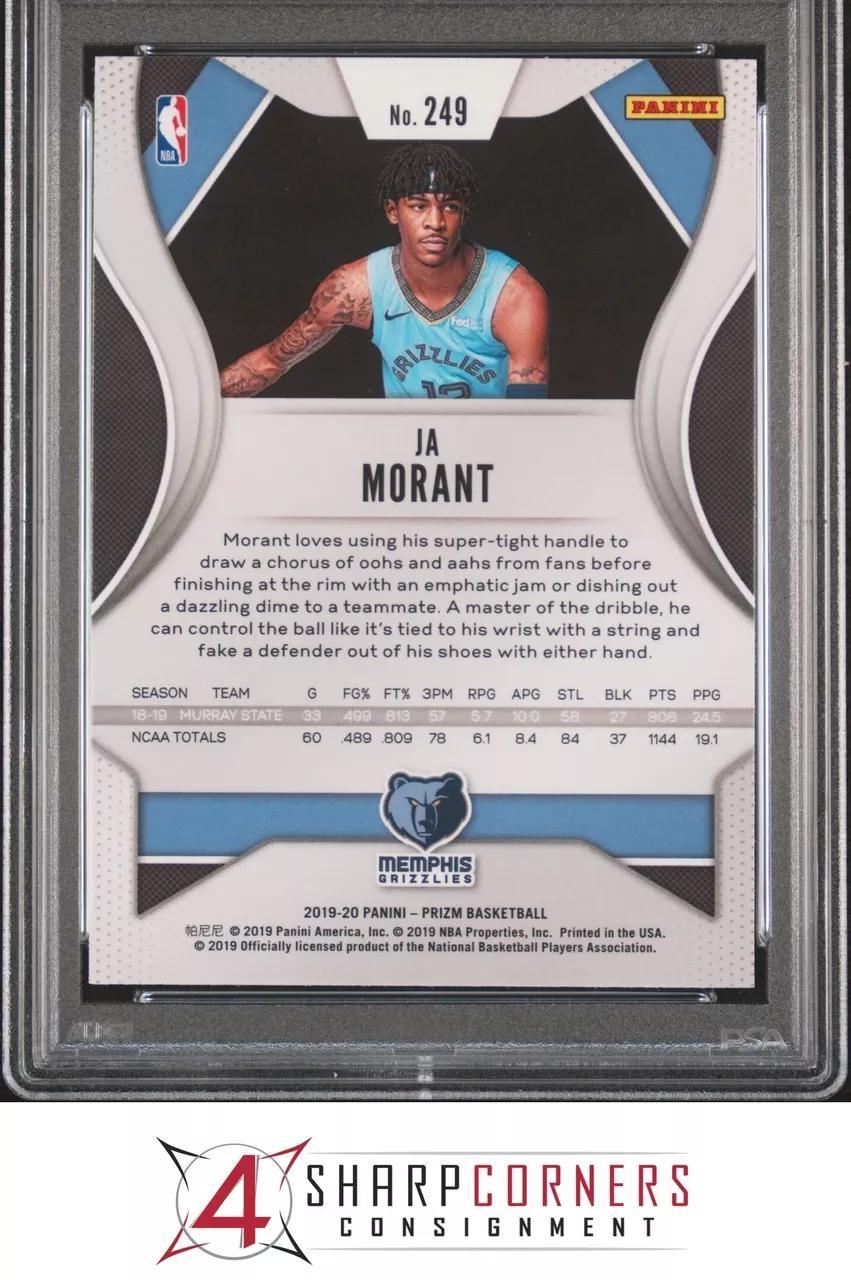 No. 249
NBA
PANINI
FedEx
GRIZZLIES
12
JA
MORANT
Morant loves using his super-tight handle to
draw a chorus of oohs and aahs from fans before
finishing at the rim with an emphatic jam or dishing out
a dazzling dime to a teammate. A master of the dribble, he
can control the ball like it's tied to his wrist with a string and
fake a defender out of his shoes with either hand.
SEASON TEAM G FG% FT% 3PM RPG APG STL BLK PTS PPG
18-19 MURRAY STATE 33 .499 .813 57 5.7 10.0 58 27 808 24.5
NCAA TOTALS 60 .489 .809 78 6.1 8.4 84 37 1144 19.1
MEMPHIS
GRIZZLIES
2019-20 PANINI – PRIZM BASKETBALL
帕尼尼 © 2019 Panini America, Inc. © 2019 NBA Properties, Inc. Printed in the USA.
© 2019 Officially licensed product of the National Basketball Players Association.
PSA
4 SHARPCORNERS
CONSIGNMENT